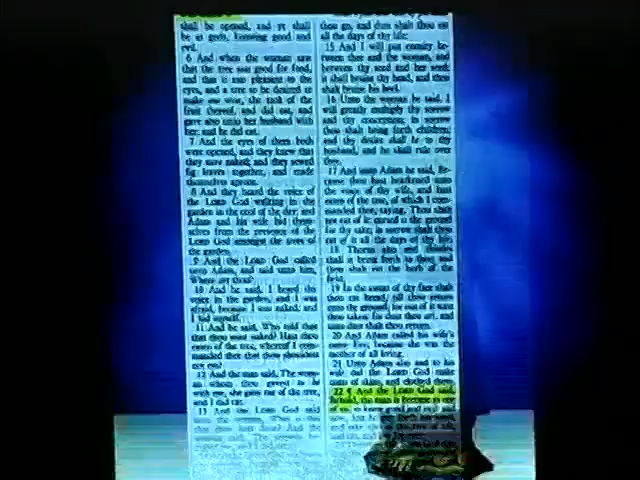 shall be opened, and ye shall
be as gods, knowing good and
evil.
6 And when the woman saw
that the tree was good for food,
and that it was pleasant to the
eyes, and a tree to be desired to
make one wise, she took of the
fruit thereof, and did eat, and
gave also unto her husband with
her; and he did eat.
7 And the eyes of them both
were opened, and they knew that
they were naked; and they sewed
fig leaves together, and made
themselves aprons.
8 And they heard the voice of
the LORD God walking in the
garden in the cool of the day: and
Adam and his wife hid them-
selves from the presence of the
LORD God amongst the trees of
the garden.
9 And the LORD God called
unto Adam, and said unto him,
Where art thou?
10 And he said, I heard thy
voice in the garden, and I was
afraid, because I was naked; and
I hid myself.
11 And he said, Who told thee
that thou wast naked? Hast thou
eaten of the tree, whereof I com-
manded thee that thou shouldest
not eat?
12 And the man said, The wom-
an whom thou gavest to be
with me, she gave me of the tree,
and I did eat.
13 And the LORD God said
thou go, and dust shalt thou eat
all the days of thy life:
15 And I will put enmity be-
tween thee and the woman, and
between thy seed and her seed;
it shall bruise thy head, and thou
shalt bruise his heel.
16 Unto the woman he said, I
will greatly multiply thy sorrow
and thy conception; in sorrow
thou shalt bring forth children;
and thy desire shall be to thy
husband, and he shall rule over
thee.
17 And unto Adam he said, Be-
cause thou hast hearkened unto
the voice of thy wife, and hast
eaten of the tree, of which I com-
manded thee, saying, Thou shalt
not eat of it: cursed is the ground
for thy sake; in sorrow shalt thou
eat of it all the days of thy life;
18 Thorns also and thistles
shall it bring forth to thee; and
thou shalt eat the herb of the
field;
19 In the sweat of thy face shalt
thou eat bread, till thou return
unto the ground; for out of it wast
thou taken: for dust thou art, and
unto dust shalt thou return.
20 And Adam called his wife's
name Eve; because she was the
mother of all living.
21 Unto Adam also and to his
wife did the LORD God make
coats of skins, and clothed them.
22 ¶ And the LORD God said,
Behold, the man is become as one
of us, to know good and evil: and